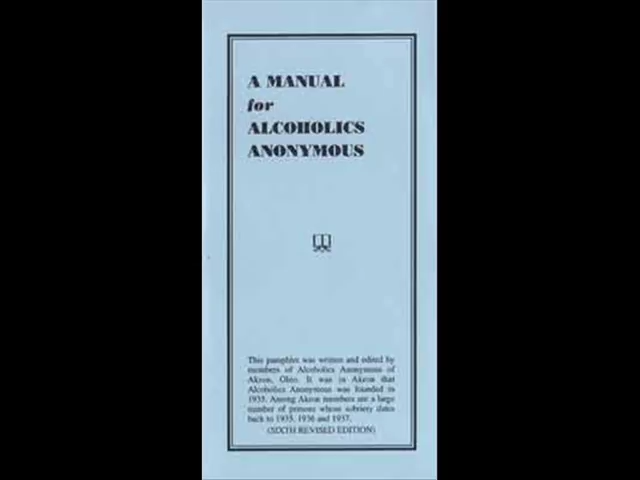 A MANUAL
for
ALCOHOLICS
ANONYMOUS
This pamphlet was written and edited by
members of Alcoholics Anonymous of
Akron, Ohio. It was in Akron that
Alcoholics Anonymous was founded in
1935. Among Akron members are a large
number of persons whose sobriety dates
back to 1935, 1936 and 1937.
(SIXTH REVISED EDITION)